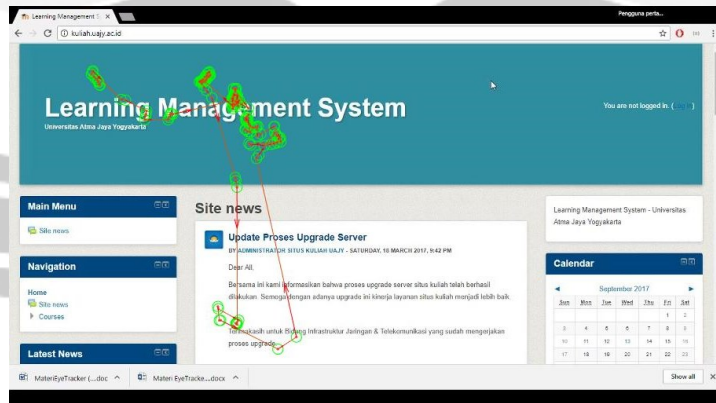 Pengguna perta...
Learning Management S
kuliah.uajy.ac.id
Learning Management System
Universitas Atma Jaya Yogyakarta
You are not logged in. (Log in)
Main Menu
Site news
Navigation
Home
Site news
Courses
Latest News
Site news
Update Proses Upgrade Server
BY ADMINISTRATOR SITUS KULIAH UAJY - SATURDAY, 18 MARCH 2017, 9:42 PM
Dear All,
Bersama ini kami informasikan bahwa proses upgrade server situs kuliah telah berhasil
dilakukan. Semoga dengan adanya upgrade ini kinerja layanan situs kuliah menjadi lebih baik
Terimakasih untuk Bidang Infrastruktur Jaringan & Telekomunikasi yang sudah mengerjakan
proses upgrade
Learning Management System - Universitas
Atma Jaya Yogyakarta
Calendar
September 2017
Sun Mon Tue Wed Thu Fri Sat
1 2
3 4 5 6 7 8 9
10 11 12 13 14 15 16
17 18 19 20 21 22 23
MateriEyeTracker (....doc
Materi EyeTracke....docx
Show all